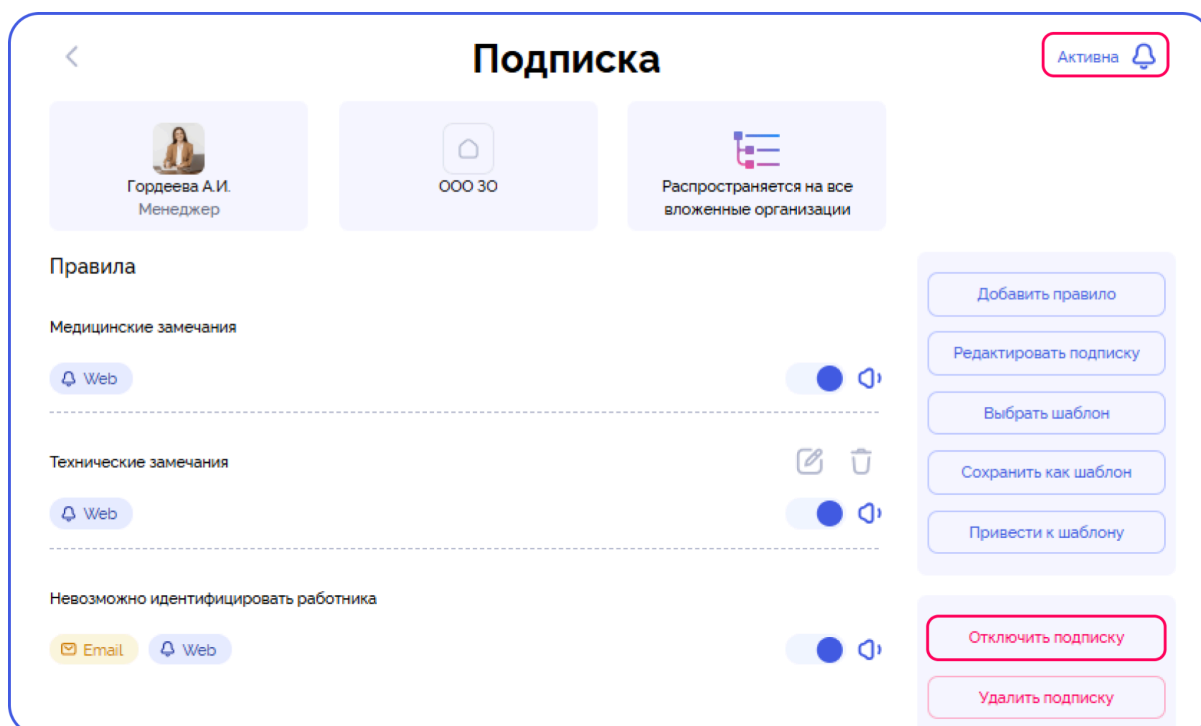 Подписка
Активна
Гордеева А.И.
Менеджер
ООО ЗО
Распространяется на все
вложенные организации
Правила
Медицинские замечания
Web
Технические замечания
Web
Невозможно идентифицировать работника
Email
Web
Добавить правило
Редактировать подписку
Выбрать шаблон
Сохранить как шаблон
Привести к шаблону
Отключить подписку
Удалить подписку